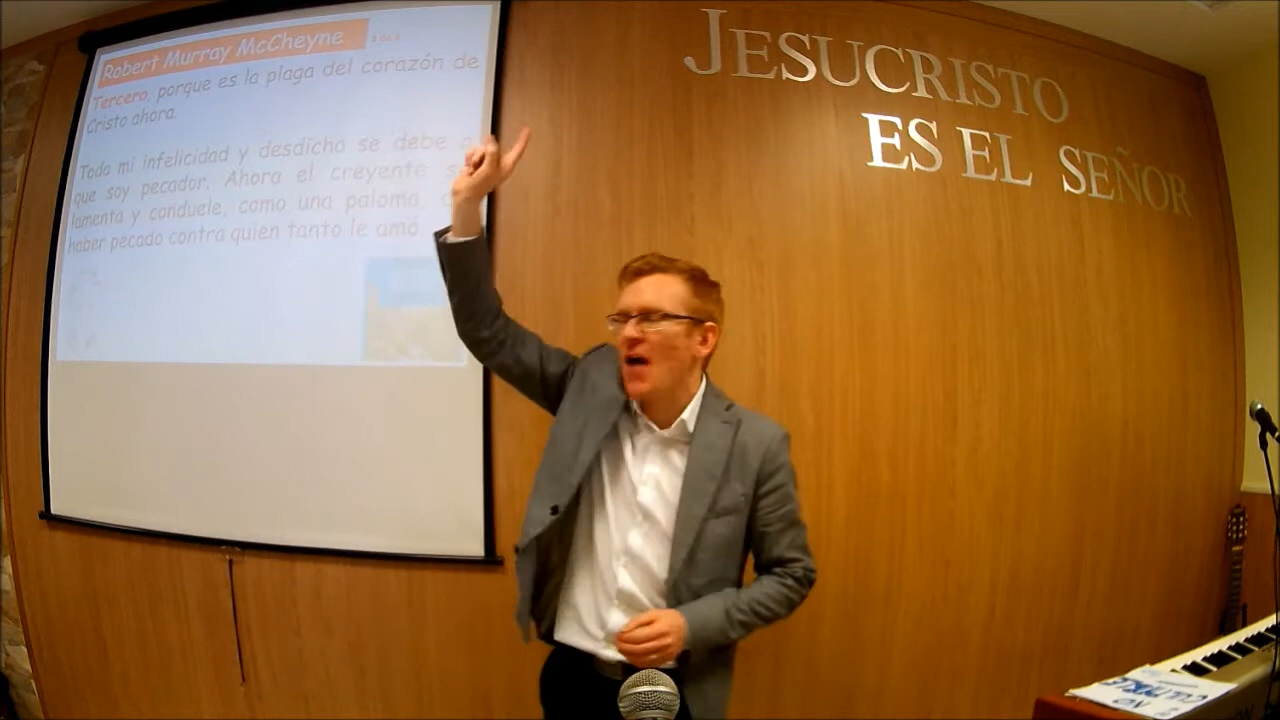 Robert Murray McCheyne
Tercero, porque es la plaga del corazón de
Cristo ahora.
Toda mi infelicidad y desdicha se debe
que soy pecador. Ahora el creyente
lamenta y conduele, como una paloma,
haber pecado contra quien tanto le amó
JESUCRISTO
ES EL SEÑOR
NO